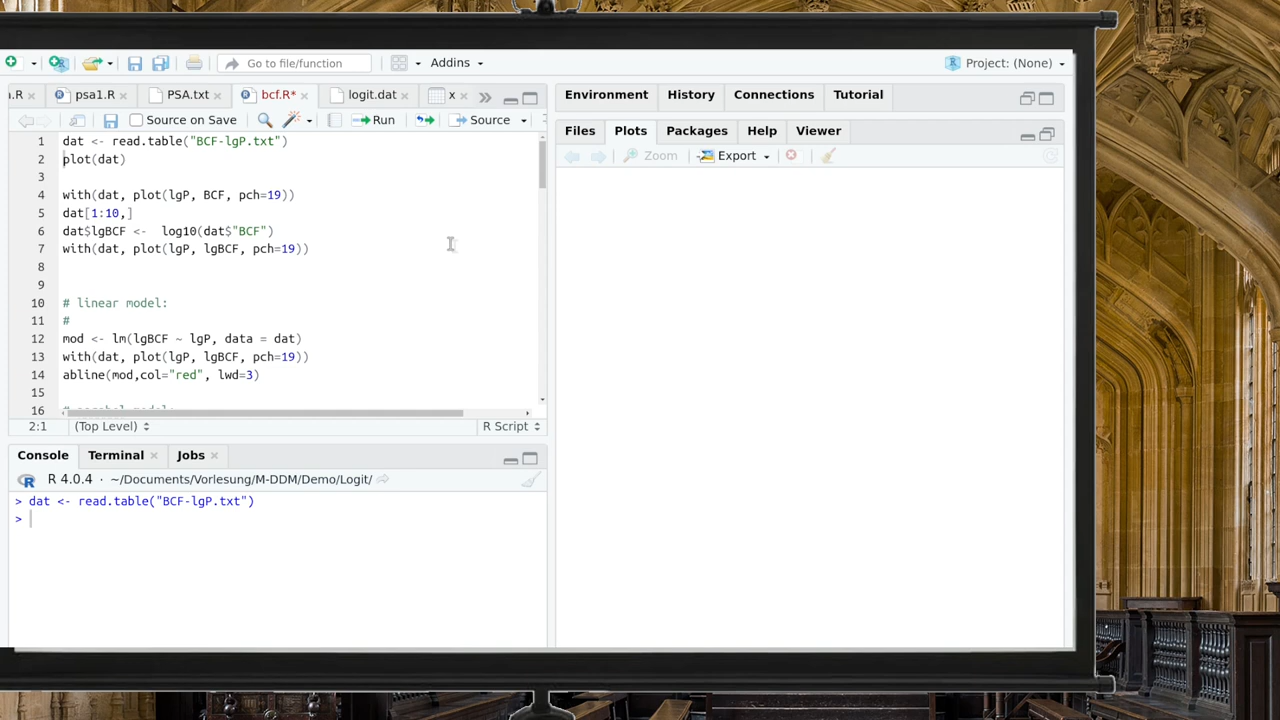 Go to file/function
Addins
Project: (None)
a.R
psa1.R
PSA.txt
bcf.R*
logit.dat
x
Source on Save
Run
Source
1 dat <- read.table("BCF-lgP.txt")
2 plot(dat)
3
4 with(dat, plot(lgP, BCF, pch=19))
5 dat[1:10,]
6 dat$lgBCF <-  log10(dat$"BCF")
7 with(dat, plot(lgP, lgBCF, pch=19))
8
9
10 # linear model:
11 #
12 mod <- lm(lgBCF ~ lgP, data = dat)
13 with(dat, plot(lgP, lgBCF, pch=19))
14 abline(mod,col="red", lwd=3)
15
16
2:1 (Top Level) R Script
Console Terminal Jobs
R 4.0.4 · ~/Documents/Vorlesung/M-DDM/Demo/Logit/
> dat <- read.table("BCF-lgP.txt")
>
Environment History Connections Tutorial
Files Plots Packages Help Viewer
Zoom Export